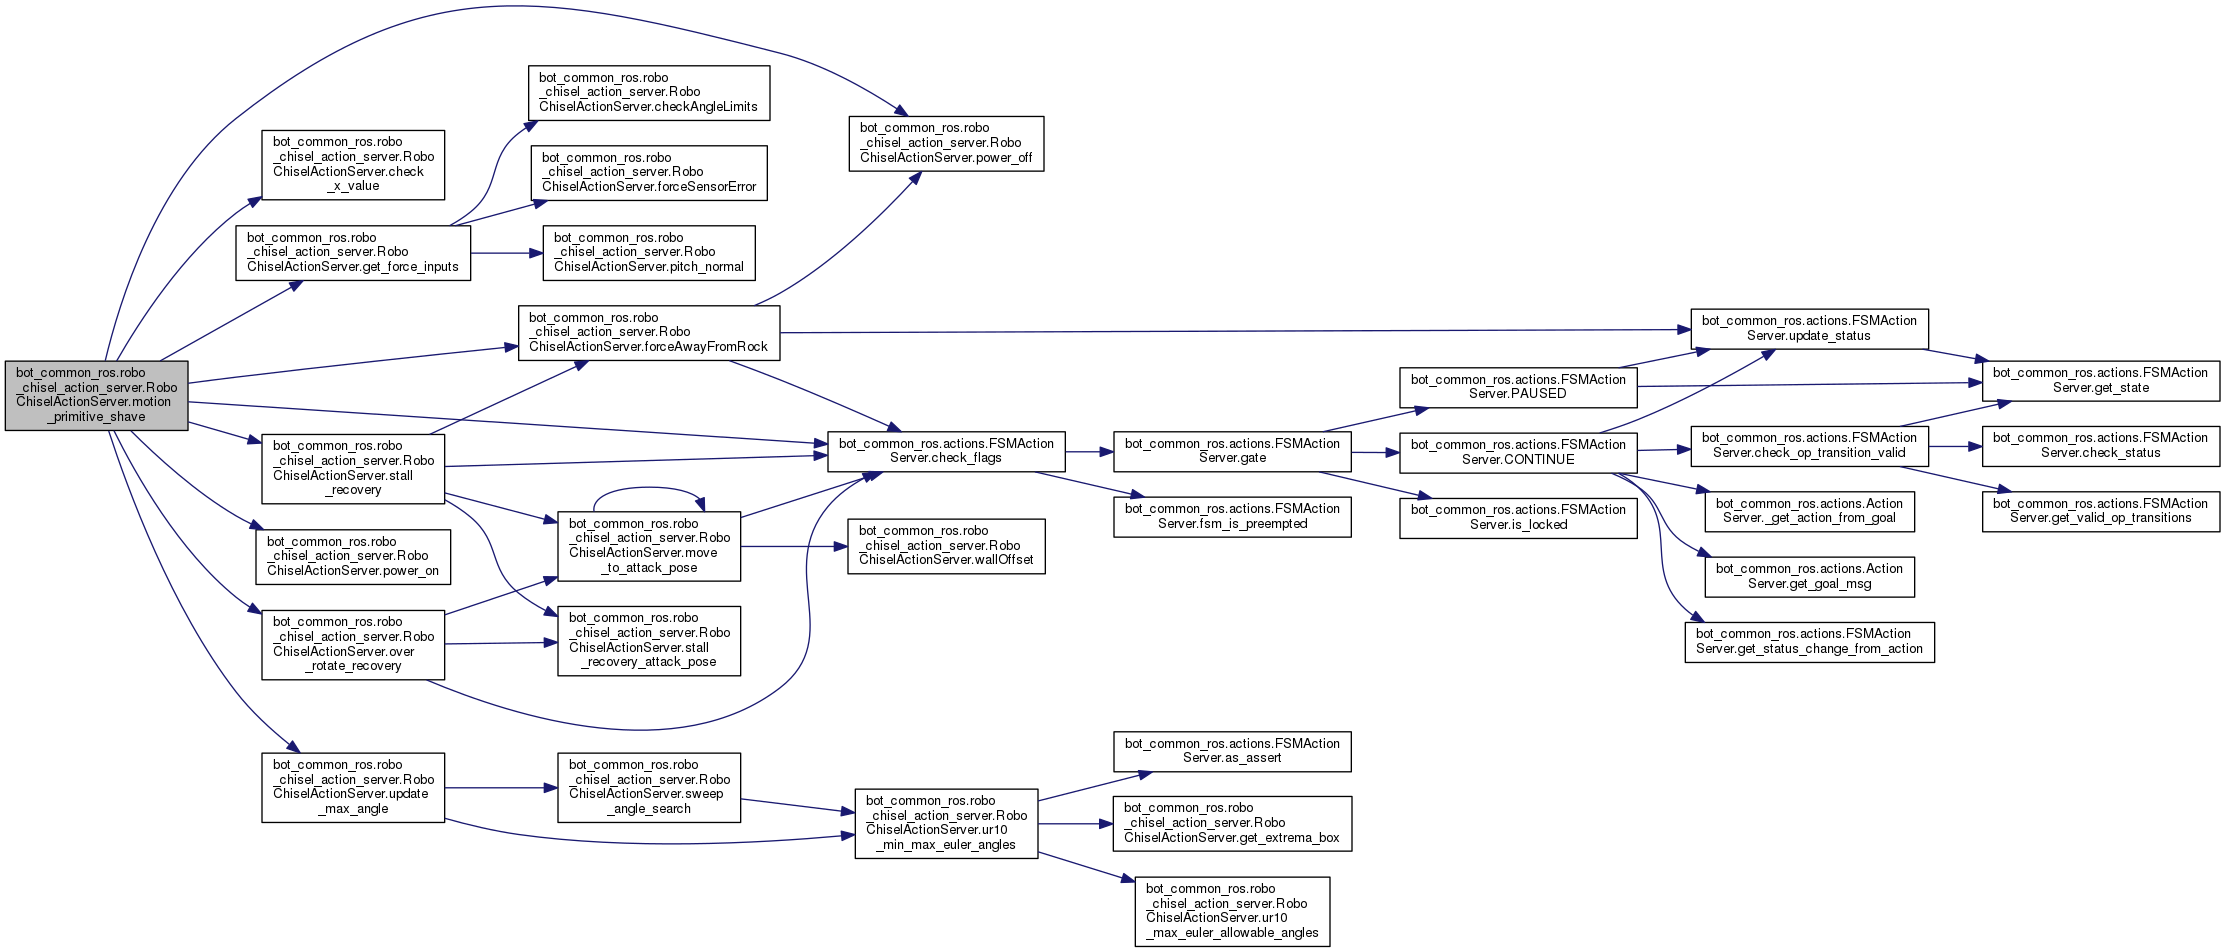 bot_common_ros.robo
_chisel_action_server.Robo
ChiselActionServer.motion
_primitive_shave
bot_common_ros.robo
_chisel_action_server.Robo
ChiselActionServer.check
_x_value
bot_common_ros.robo
_chisel_action_server.Robo
ChiselActionServer.get_force_inputs
bot_common_ros.robo
_chisel_action_server.Robo
ChiselActionServer.stall
_recovery
bot_common_ros.robo
_chisel_action_server.Robo
ChiselActionServer.power_on
bot_common_ros.robo
_chisel_action_server.Robo
ChiselActionServer.over
_rotate_recovery
bot_common_ros.robo
_chisel_action_server.Robo
ChiselActionServer.update
_max_angle
bot_common_ros.robo
_chisel_action_server.Robo
ChiselActionServer.checkAngleLimits
bot_common_ros.robo
_chisel_action_server.Robo
ChiselActionServer.forceSensorError
bot_common_ros.robo
_chisel_action_server.Robo
ChiselActionServer.pitch_normal
bot_common_ros.robo
_chisel_action_server.Robo
ChiselActionServer.forceAwayFromRock
bot_common_ros.robo
_chisel_action_server.Robo
ChiselActionServer.move
_to_attack_pose
bot_common_ros.robo
_chisel_action_server.Robo
ChiselActionServer.stall
_recovery_attack_pose
bot_common_ros.robo
_chisel_action_server.Robo
ChiselActionServer.sweep
_angle_search
bot_common_ros.robo
_chisel_action_server.Robo
ChiselActionServer.power_off
bot_common_ros.actions.FSMAction
Server.check_flags
bot_common_ros.robo
_chisel_action_server.Robo
ChiselActionServer.wallOffset
bot_common_ros.robo
_chisel_action_server.Robo
ChiselActionServer.ur10
_min_max_euler_angles
bot_common_ros.actions.FSMAction
Server.gate
bot_common_ros.actions.FSMAction
Server.fsm_is_preempted
bot_common_ros.actions.FSMAction
Server.as_assert
bot_common_ros.robo
_chisel_action_server.Robo
ChiselActionServer.get_extrema_box
bot_common_ros.robo
_chisel_action_server.Robo
ChiselActionServer.ur10
_max_euler_allowable_angles
bot_common_ros.actions.FSMAction
Server.PAUSED
bot_common_ros.actions.FSMAction
Server.CONTINUE
bot_common_ros.actions.FSMAction
Server.is_locked
bot_common_ros.actions.FSMAction
Server.update_status
bot_common_ros.actions.FSMAction
Server.check_op_transition_valid
bot_common_ros.actions.Action
Server._get_action_from_goal
bot_common_ros.actions.Action
Server.get_goal_msg
bot_common_ros.actions.FSMAction
Server.get_status_change_from_action
bot_common_ros.actions.FSMAction
Server.get_state
bot_common_ros.actions.FSMAction
Server.check_status
bot_common_ros.actions.FSMAction
Server.get_valid_op_transitions